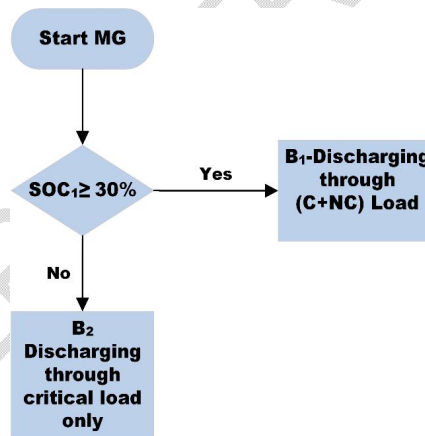 Start MG
SOC₁≥ 30%
Yes
B₁-Discharging
through
(C+NC) Load
No
B₂
Discharging
through
critical load
only